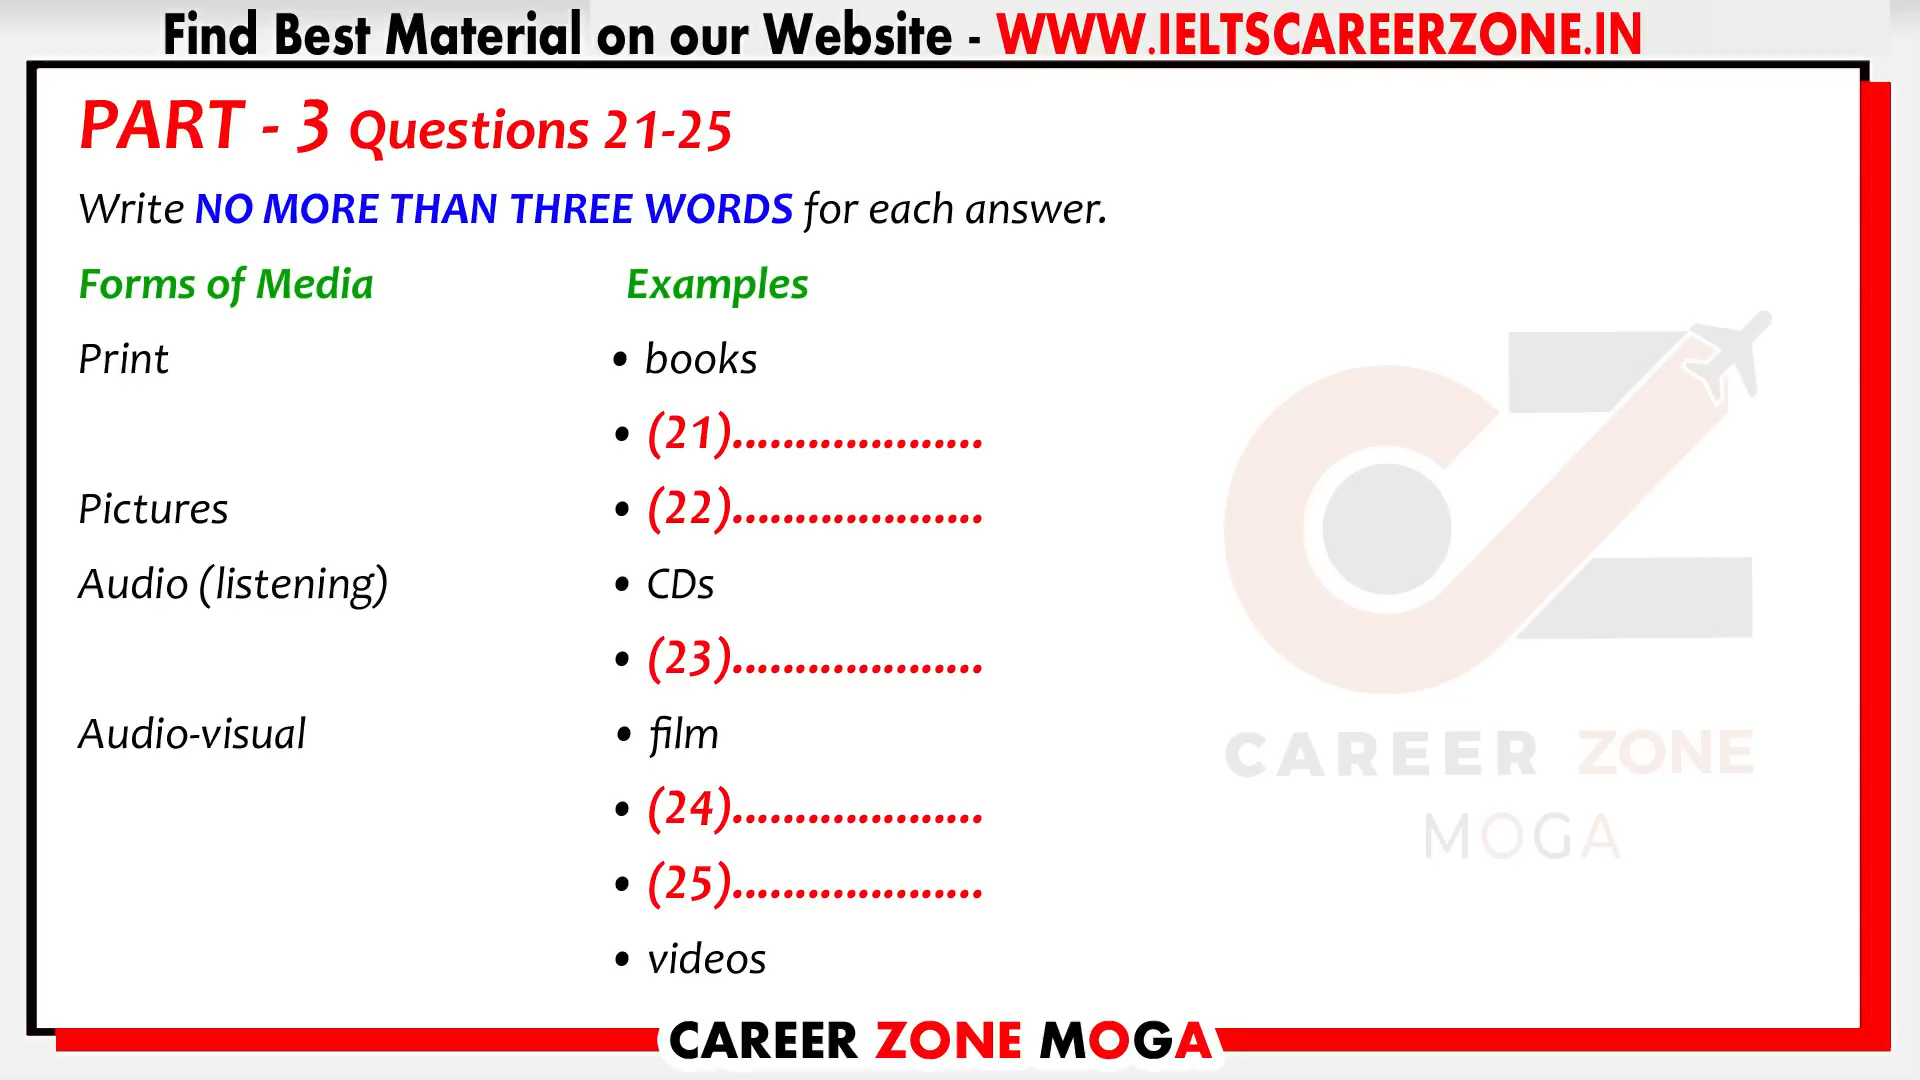 Find Best Material on our Website - WWW.IELTSCAREERZONE.IN
PART - 3 Questions 21-25
Write NO MORE THAN THREE WORDS for each answer.
Forms of Media Examples
Print • books
• (21)....................
Pictures • (22)....................
Audio (listening) • CDs
• (23)....................
Audio-visual • film
• (24)....................
• (25)....................
• videos
CAREER ZONE
MOGA
CAREER ZONE MOGA